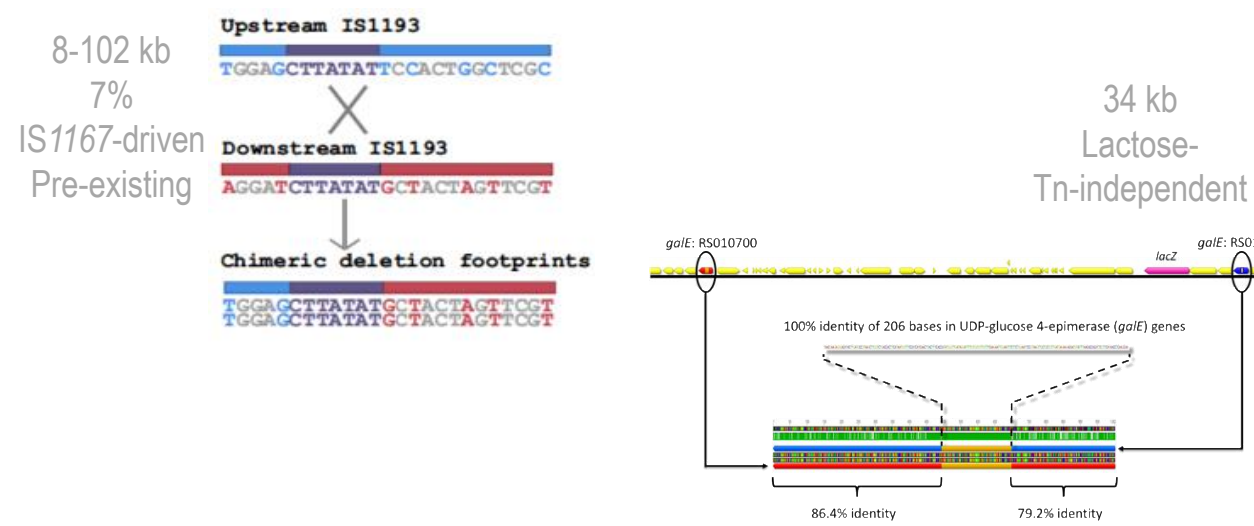 8-102 kb
7%
IS1167-driven
Pre-existing
Upstream IS1193
TGGAGCTTATATTCCACTGGCTCGC
Downstream IS1193
AGGATCTTATATGCTACTAGTTCGT
Chimeric deletion footprints
TGGAGCTTATATGCTACTAGTTCGT
TGGAGCTTATATGCTACTAGTTCGT
34 kb
Lactose-
Tn-independent
galE: RS010700
galE: RS01
lacZ
100% identity of 206 bases in UDP-glucose 4-epimerase (galE) genes
86.4% identity
79.2% identity